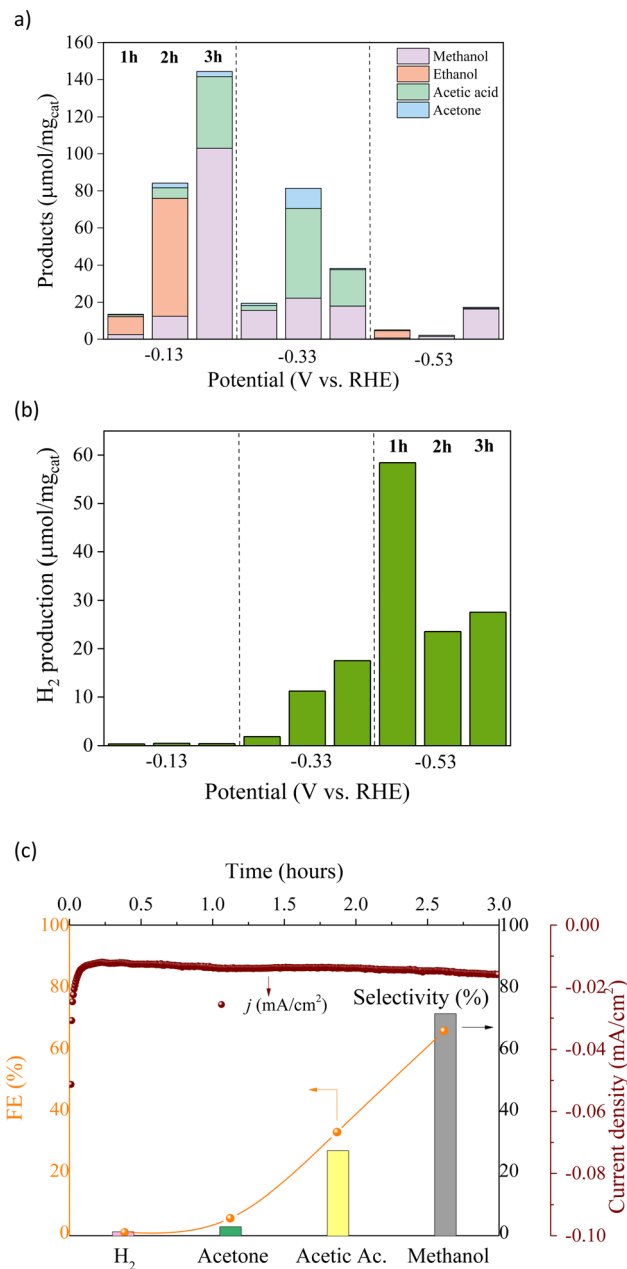 a)
160
140
120
100
80
60
40
20
0
Products (μmol/mg_cat)
1h 2h 3h
Methanol
Ethanol
Acetic acid
Acetone
-0.13 -0.33 -0.53
Potential (V vs. RHE)
(b)
60
50
40
30
20
10
0
H₂ production (μmol/mg_cat)
1h 2h 3h
-0.13 -0.33 -0.53
Potential (V vs. RHE)
(c)
Time (hours)
0.0 0.5 1.0 1.5 2.0 2.5 3.0
100
80
60
40
20
0
FE (%)
j (mA/cm²)
Selectivity (%)
100
80
60
40
20
0
0.00
-0.02
-0.04
-0.06
-0.08
-0.10
Current density (mA/cm²)
H₂ Acetone Acetic Ac. Methanol